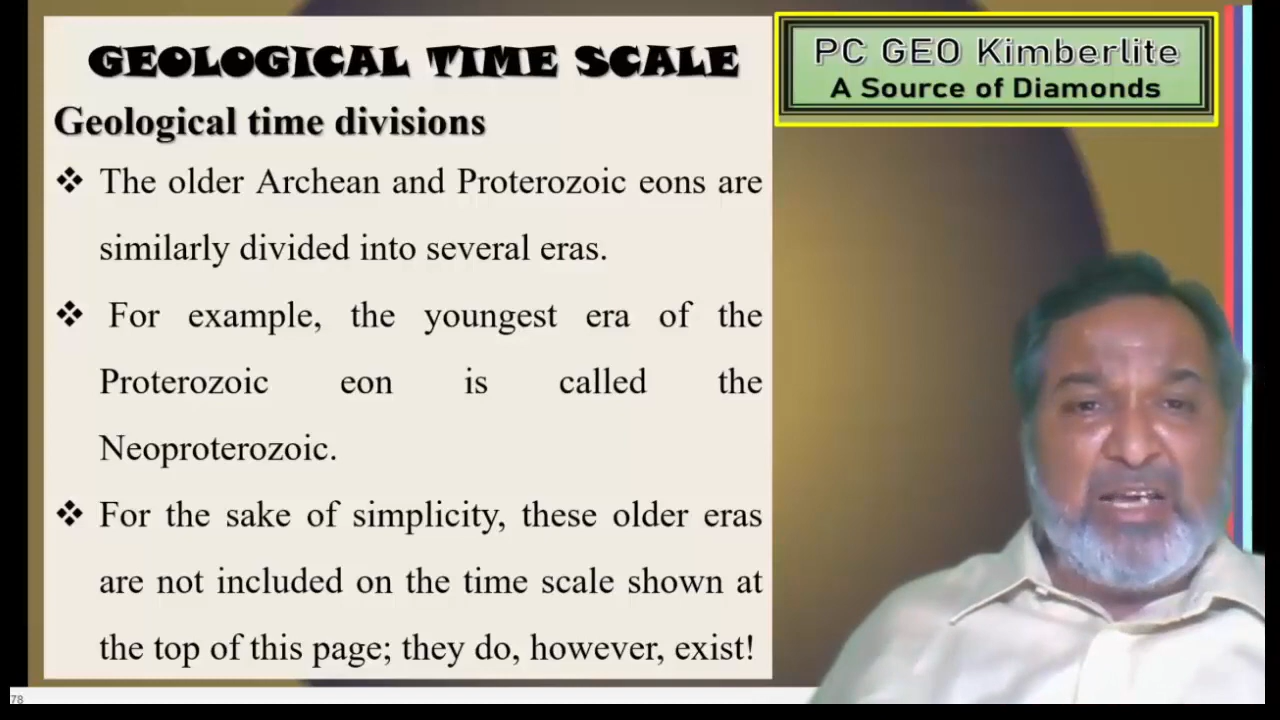 GEOLOGICAL TIME SCALE
PC GEO Kimberlite
A Source of Diamonds
Geological time divisions
❖ The older Archean and Proterozoic eons are
similarly divided into several eras.
❖ For example, the youngest era of the
Proterozoic eon is called the
Neoproterozoic.
❖ For the sake of simplicity, these older eras
are not included on the time scale shown at
the top of this page; they do, however, exist!
78